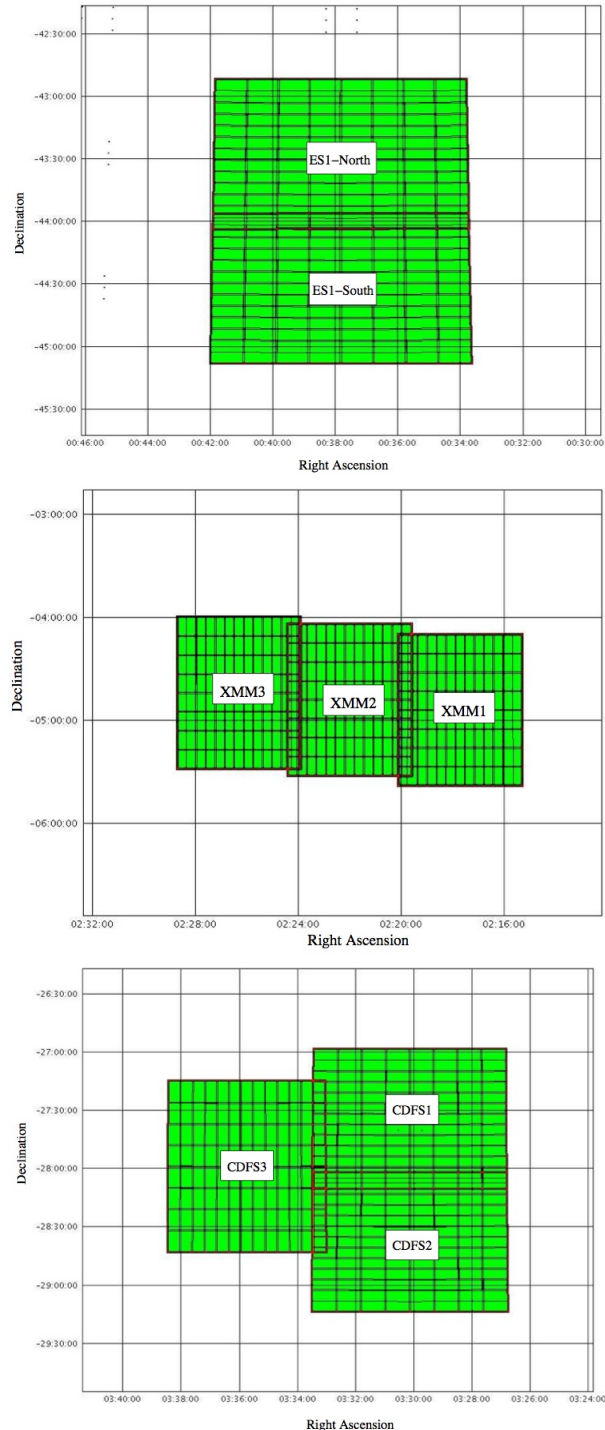 -42:30:00
-43:00:00
-43:30:00
-44:00:00
-44:30:00
-45:00:00
-45:30:00
Declination
ES1-North
ES1-South
00:46:00 00:44:00 00:42:00 00:40:00 00:38:00 00:36:00 00:34:00 00:32:00 00:30:00
Right Ascension
-03:00:00
-04:00:00
-05:00:00
-06:00:00
Declination
XMM3
XMM2
XMM1
02:32:00 02:28:00 02:24:00 02:20:00 02:16:00
Right Ascension
-26:30:00
-27:00:00
-27:30:00
-28:00:00
-28:30:00
-29:00:00
-29:30:00
Declination
CDFS1
CDFS3
CDFS2
03:40:00 03:38:00 03:36:00 03:34:00 03:32:00 03:30:00 03:28:00 03:26:00 03:24:00
Right Ascension